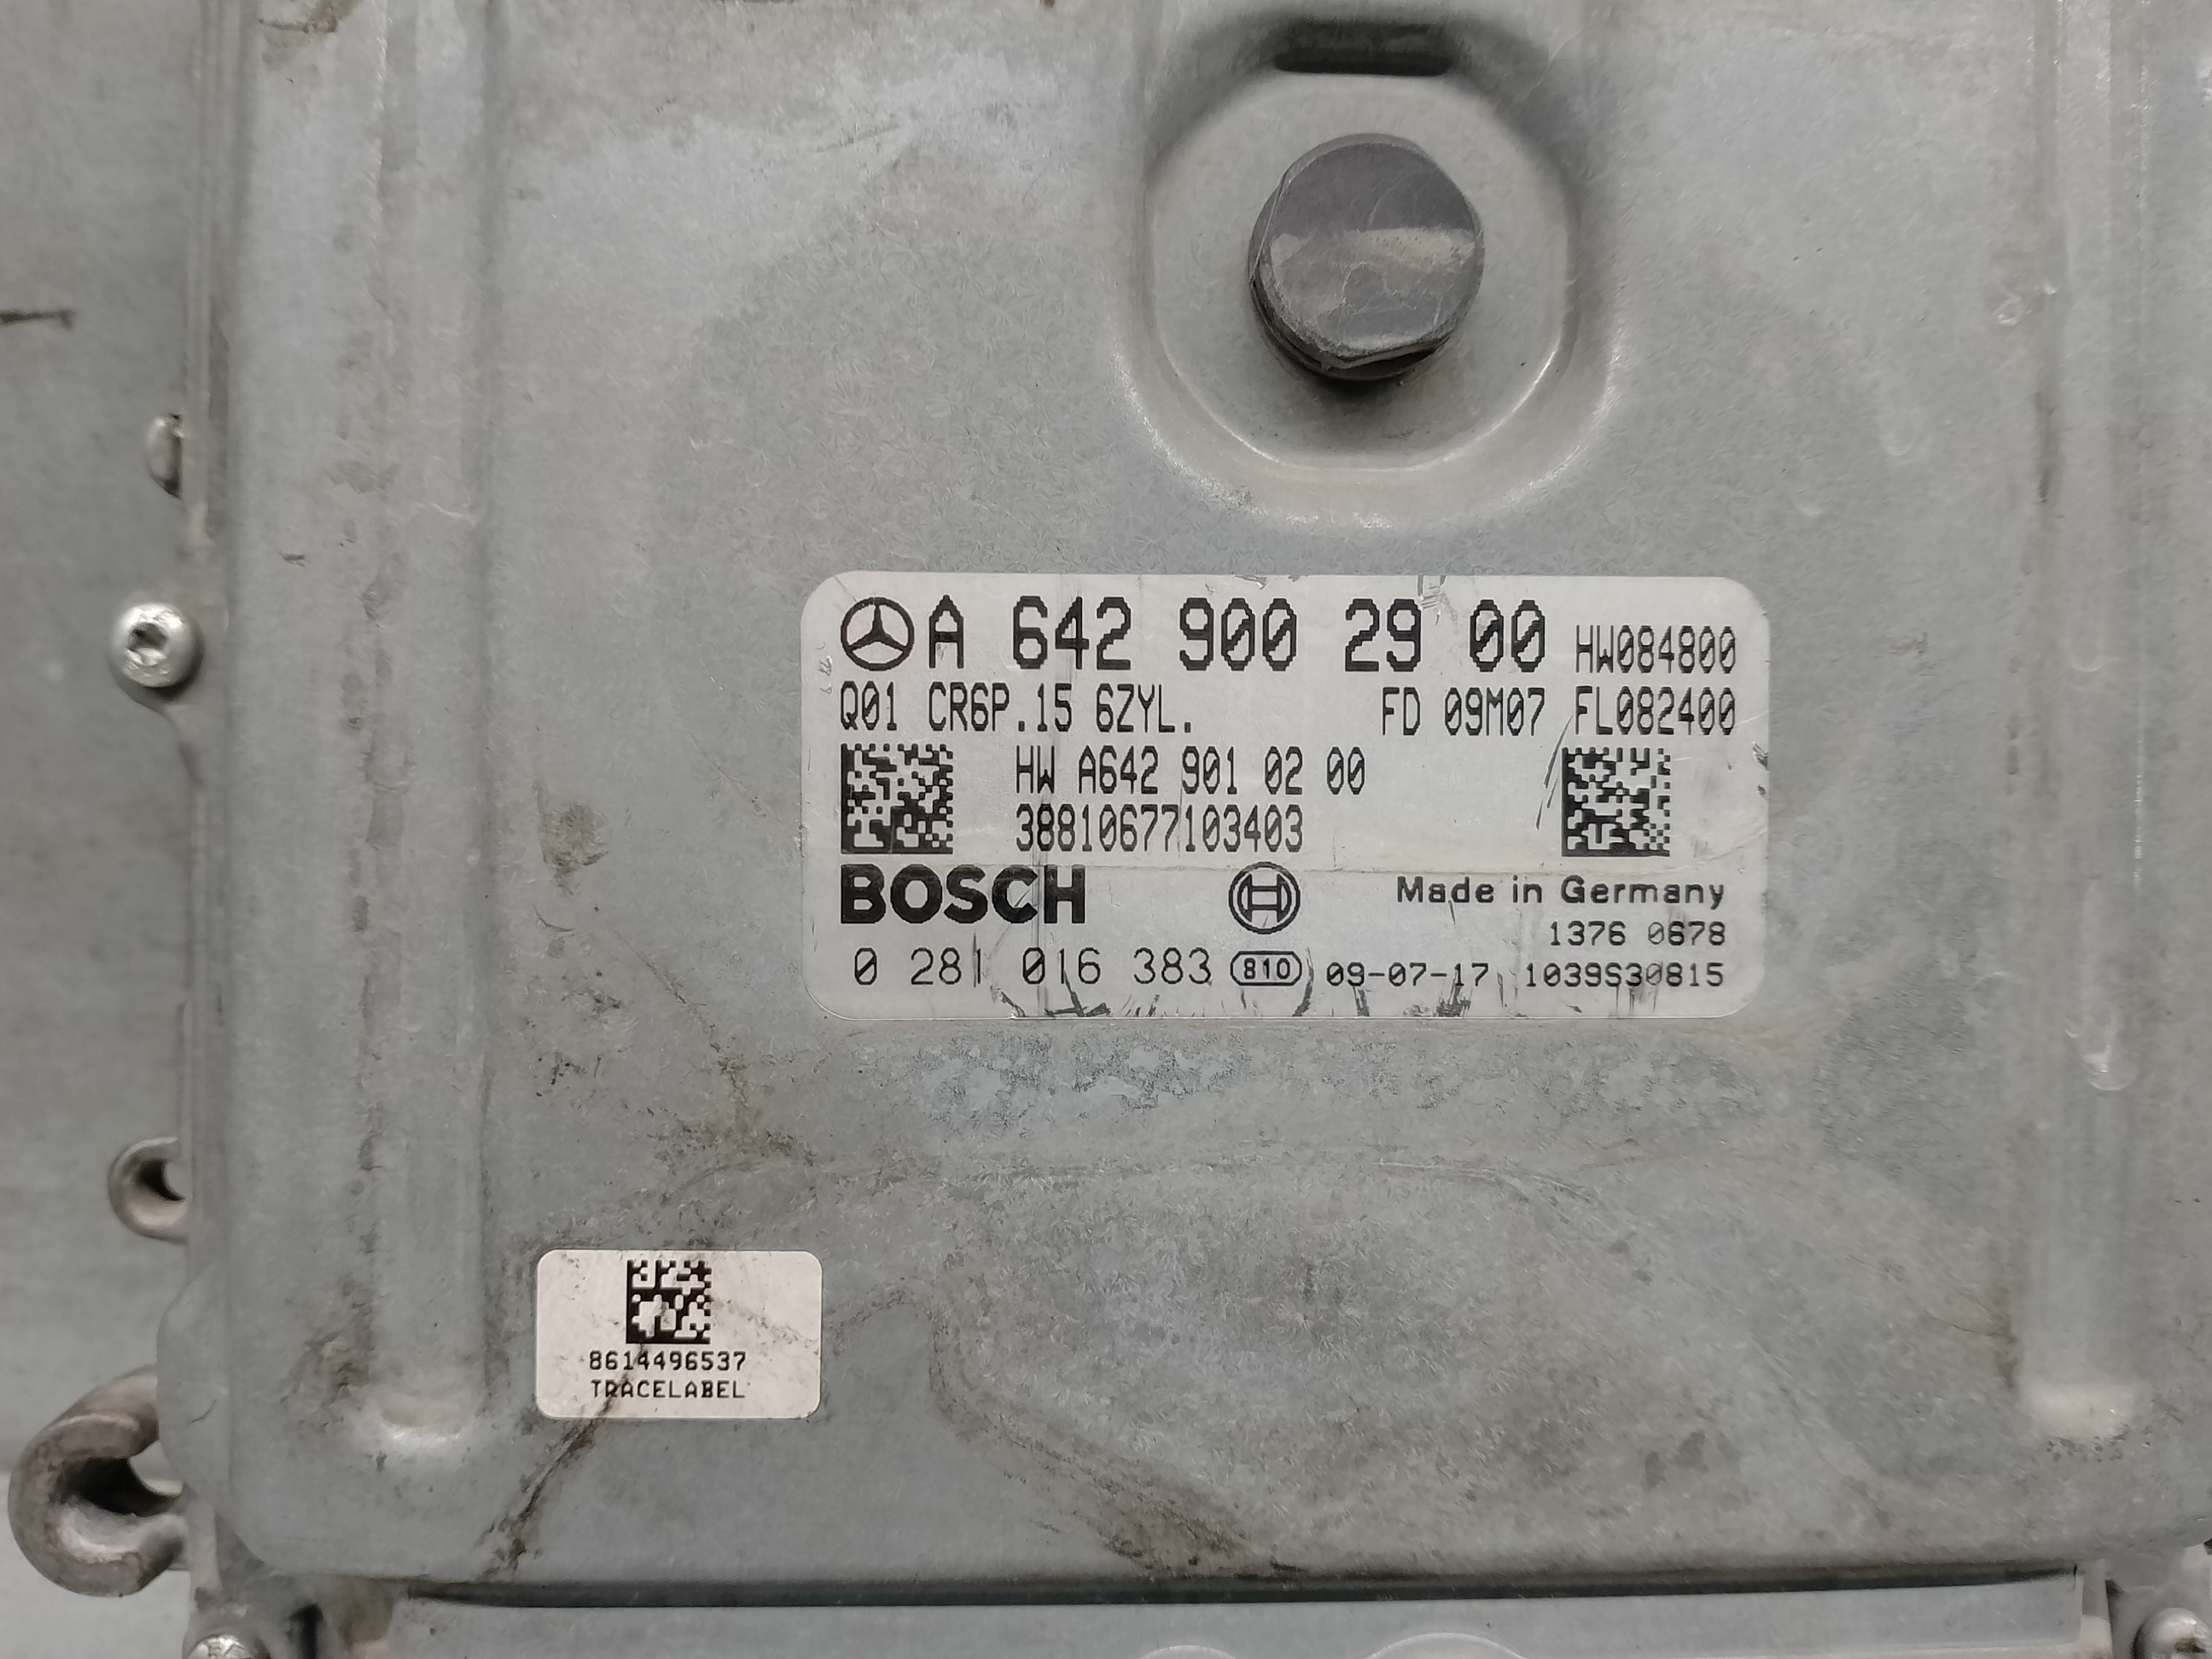 A 642 900 29 00 HW084800
Q01 CR6P.15 6ZYL. FD 09M07 FL082400
HW A642 901 02 00
38810677103403
BOSCH Made in Germany
1376 0678
0 281 016 383 810 09-07-17 1039S30815
8614496537
TRACELABEL